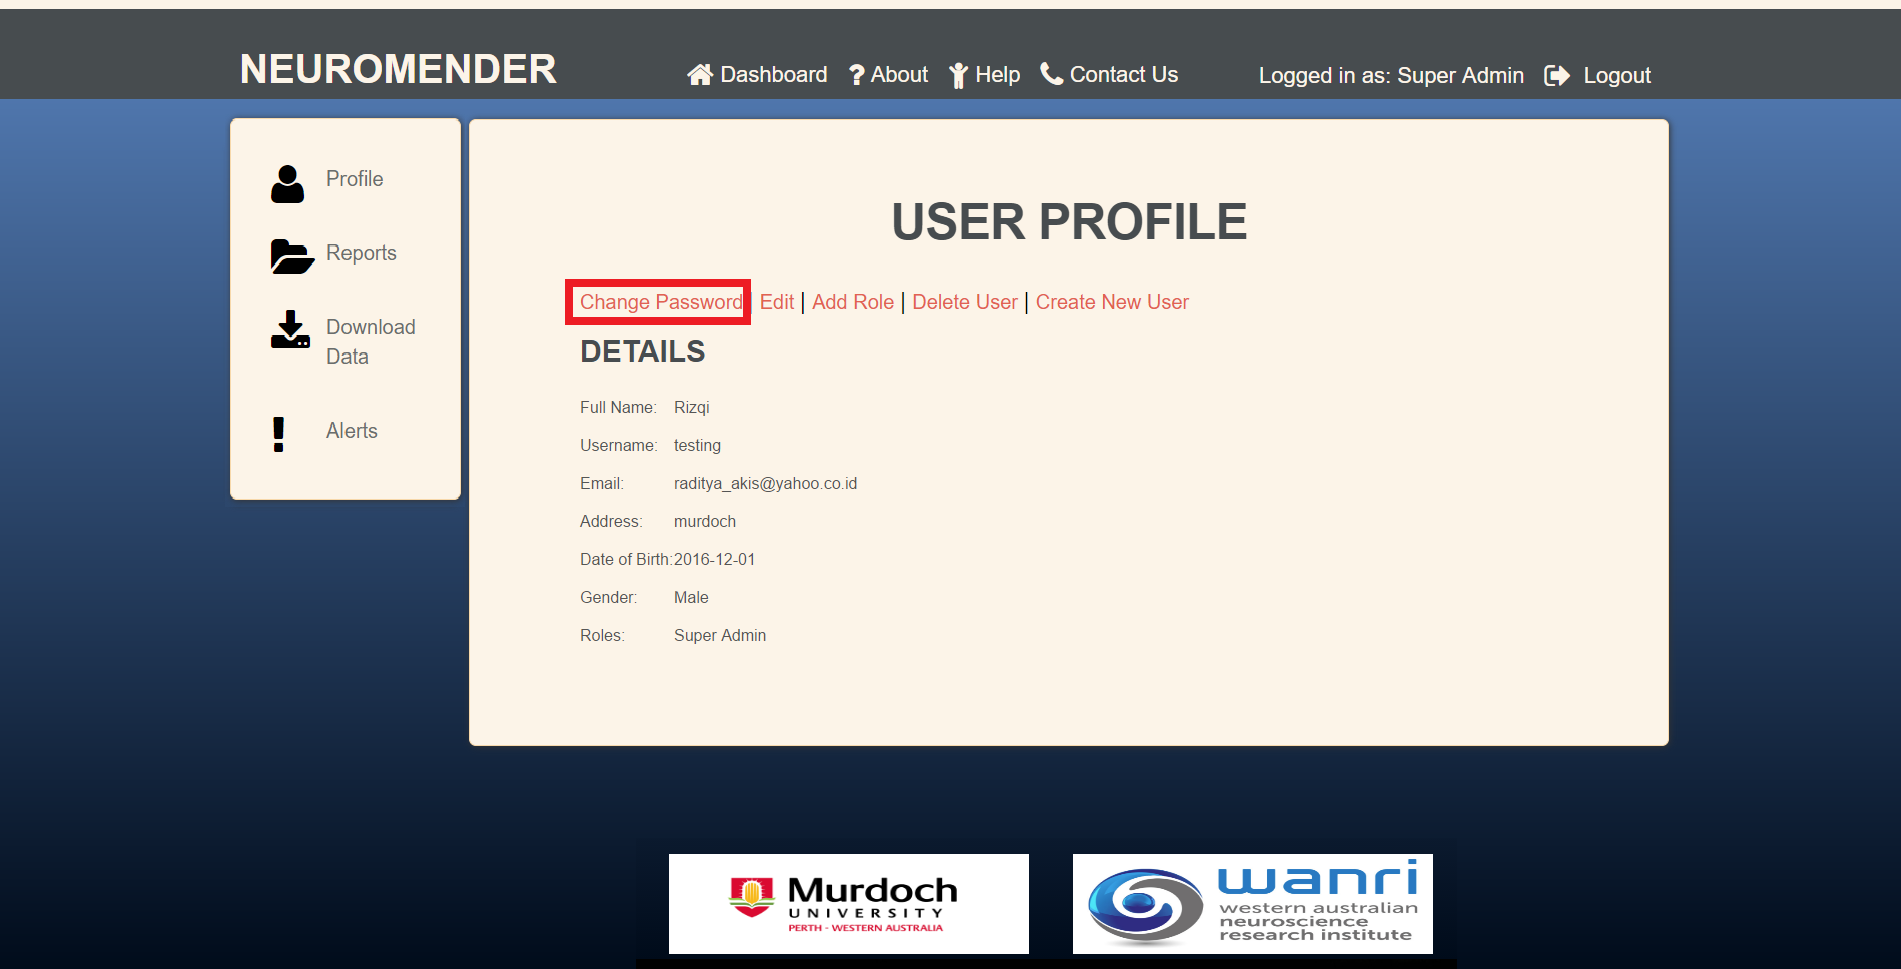 NEUROMENDER
Dashboard ? About Help Contact Us
Logged in as: Super Admin Logout
Profile
Reports
Download
Data
Alerts
USER PROFILE
Change Password | Edit | Add Role | Delete User | Create New User
DETAILS
Full Name: Rizqi
Username: testing
Email: raditya_akis@yahoo.co.id
Address: murdoch
Date of Birth: 2016-12-01
Gender: Male
Roles: Super Admin
Murdoch
UNIVERSITY
PERTH - WESTERN AUSTRALIA
wanri
western australian
neuroscience
research institute